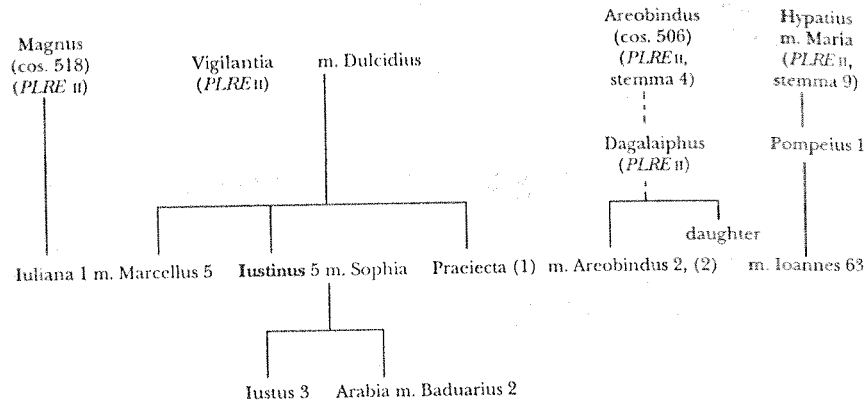 Magnus
(cos. 518)
(PLRE II)
Vigilantia
(PLRE II)
m. Dulcidius
Areobindus
(cos. 506)
(PLRE II,
stemma 4)
Hypatius
m. Maria
(PLRE II,
stemma 9)
Dagalaiphus
(PLRE II)
Pompeius 1
daughter
Iuliana 1 m. Marcellus 5
Iustinus 5 m. Sophia
Praeiecta (1)
m. Areobindus 2, (2)
m. Ioannes 63
Iustus 3
Arabia m. Baduarius 2